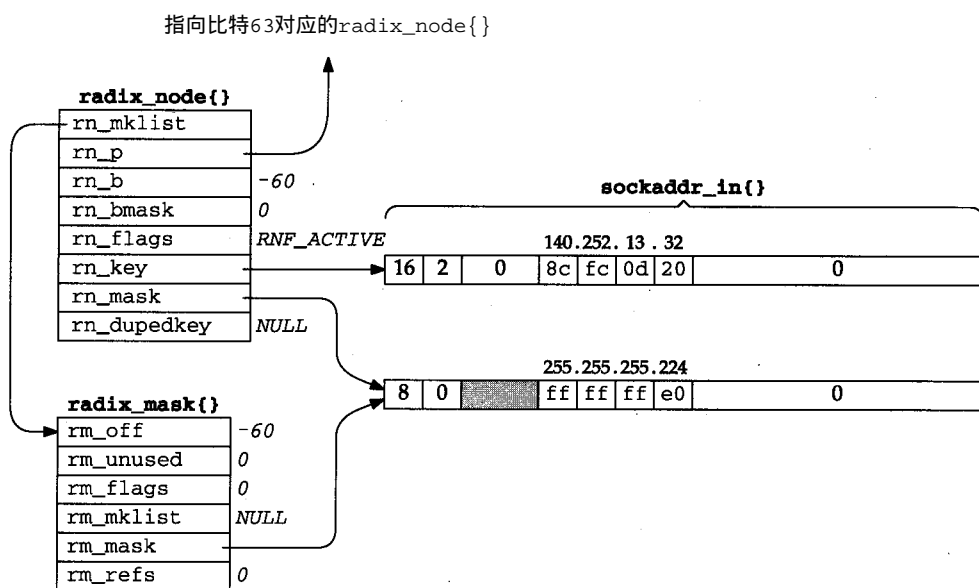 指向比特63对应的radix_node{}
radix_node{}
rn_mklist
rn_p
rn_b -60
rn_bmask 0
rn_flags RNF_ACTIVE
rn_key
rn_mask
rn_dupedkey NULL
sockaddr_in{}
140.252. 13 . 32
16 2 0 8c fc 0d 20 0
255.255.255.224
8 0 ff ff ff e0 0
radix_mask{}
rm_off -60
rm_unused 0
rm_flags 0
rm_mklist NULL
rm_mask
rm_refs 0